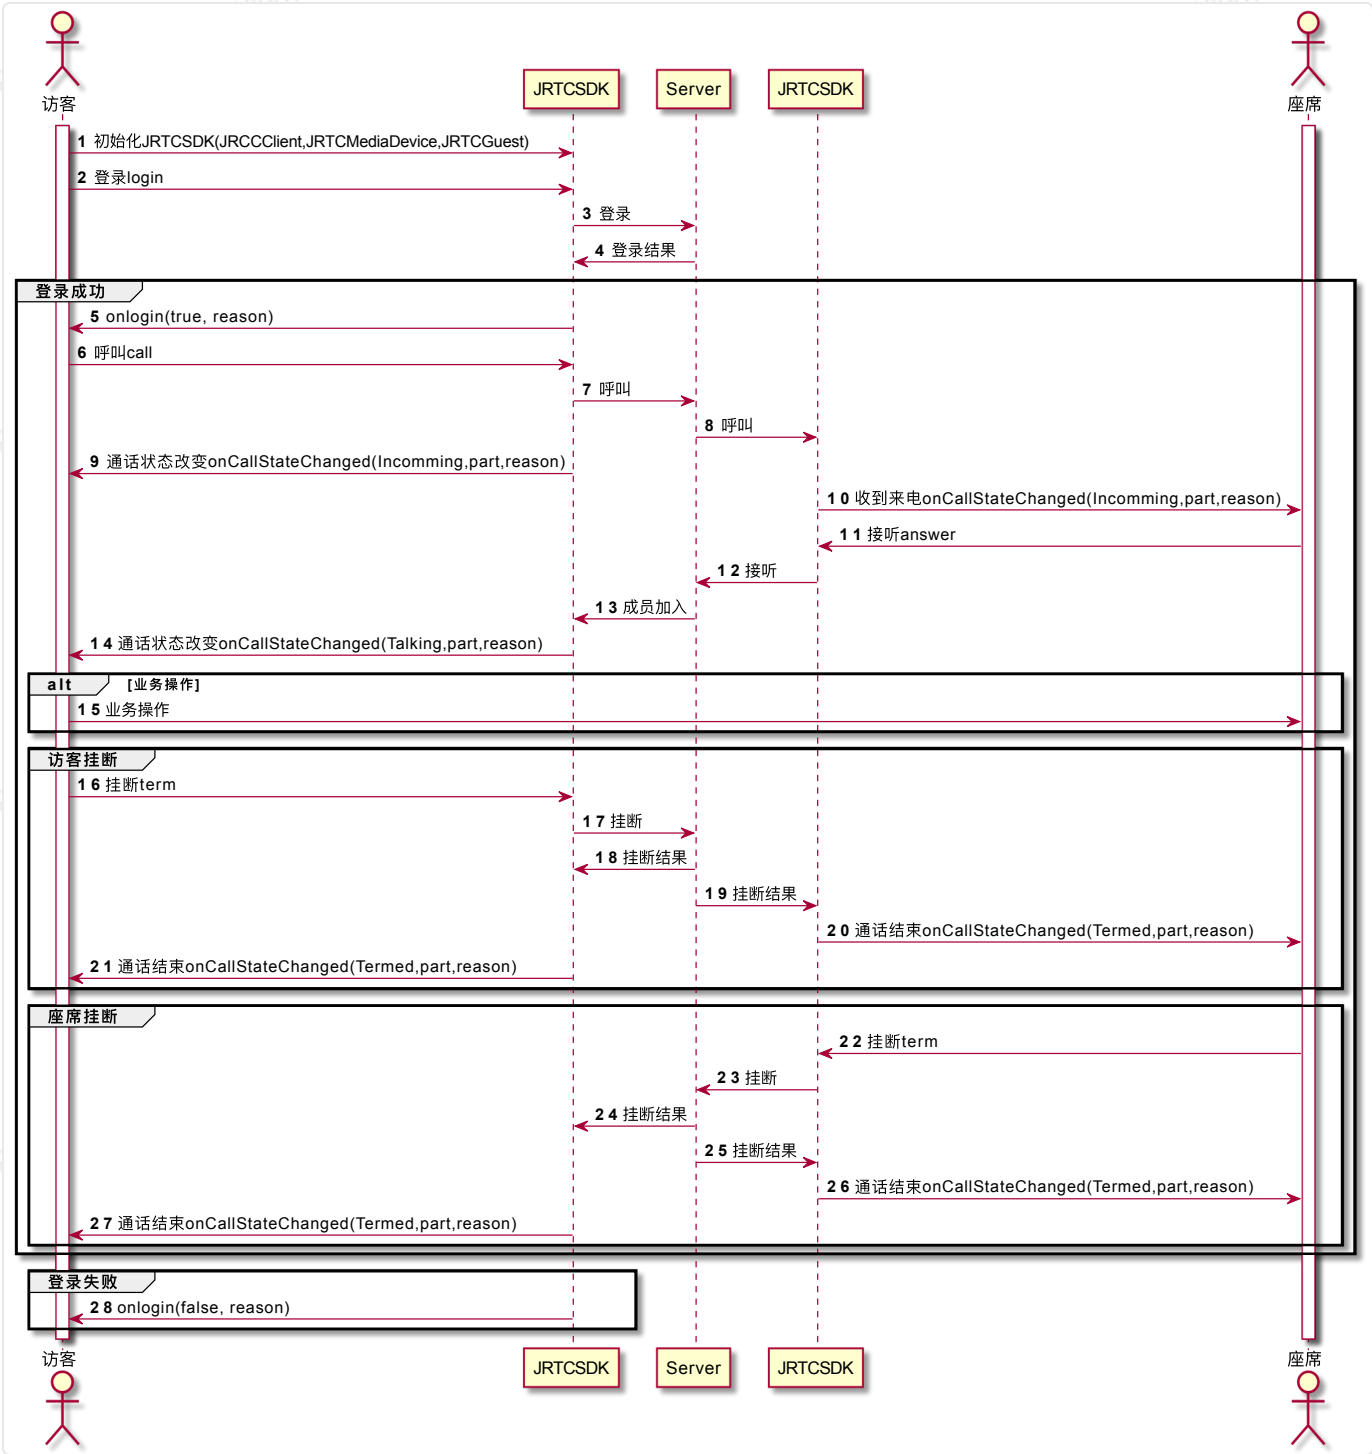 访客
JRTCSDK
Server
JRTCSDK
座席
1 初始化JRTCSDK(JRCCClient,JRTCMediaDevice,JRTCGuest)
2 登录login
3 登录
4 登录结果
登录成功
5 onlogin(true, reason)
6 呼叫call
7 呼叫
8 呼叫
9 通话状态改变onCallStateChanged(Incomming,part,reason)
10 收到来电onCallStateChanged(Incomming,part,reason)
11 接听answer
12 接听
13 成员加入
14 通话状态改变onCallStateChanged(Talking,part,reason)
alt [业务操作]
15 业务操作
访客挂断
16 挂断term
17 挂断
18 挂断结果
19 挂断结果
20 通话结束onCallStateChanged(Termed,part,reason)
21 通话结束onCallStateChanged(Termed,part,reason)
座席挂断
22 挂断term
23 挂断
24 挂断结果
25 挂断结果
26 通话结束onCallStateChanged(Termed,part,reason)
27 通话结束onCallStateChanged(Termed,part,reason)
登录失败
28 onlogin(false, reason)
访客
JRTCSDK
Server
JRTCSDK
座席